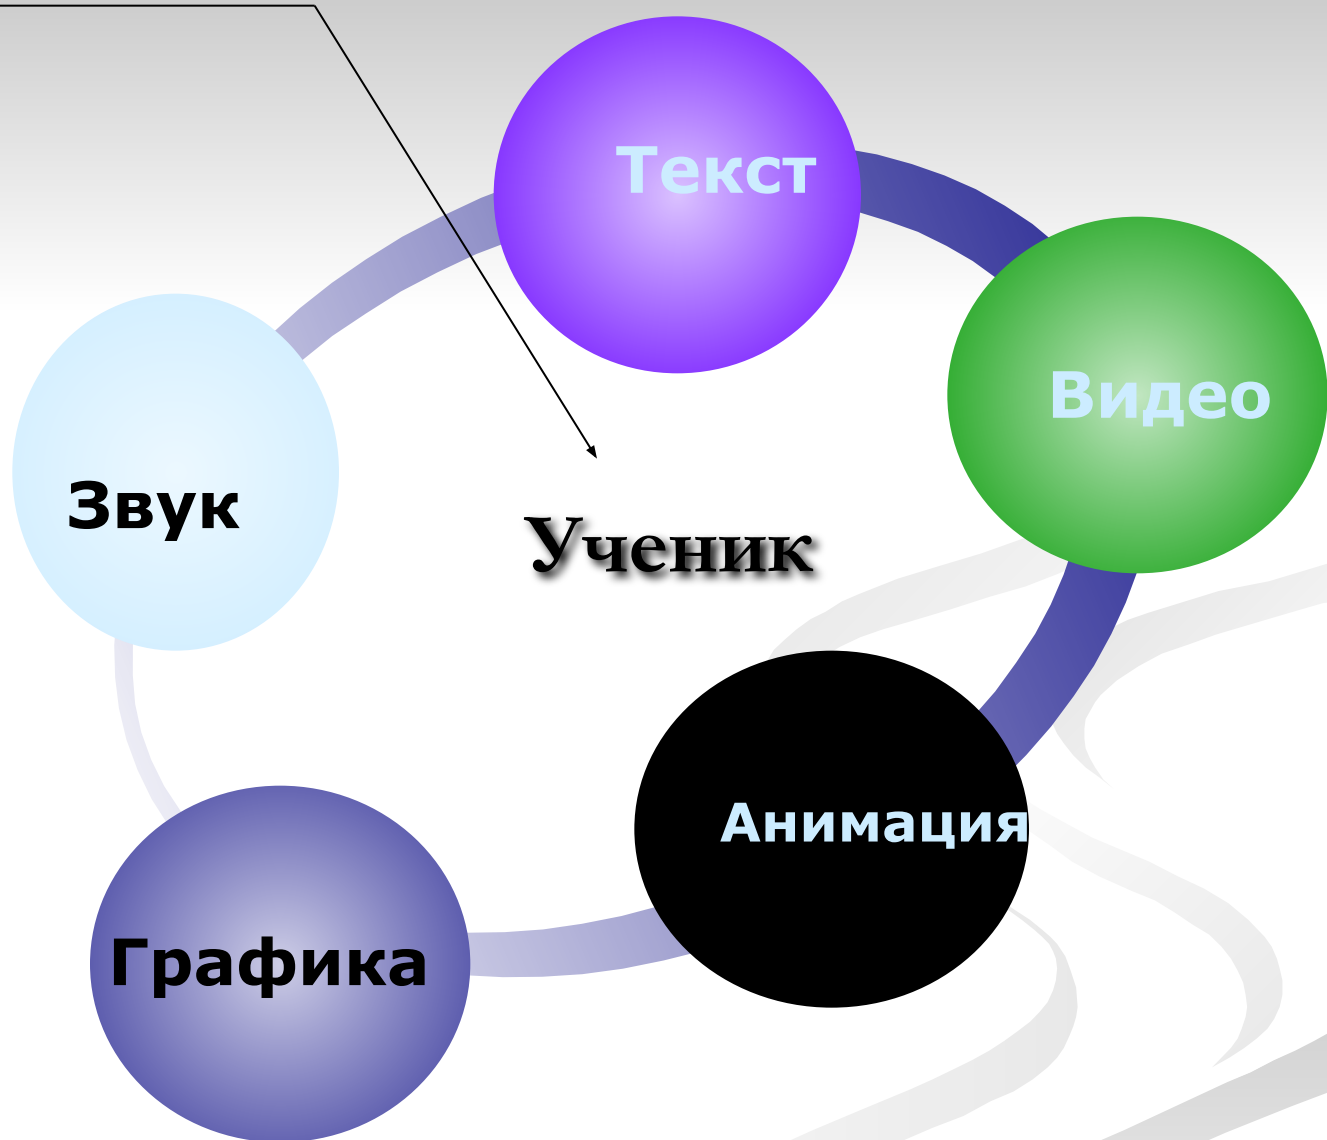 Текст
Видео
Звук
Ученик
Анимация
Графика